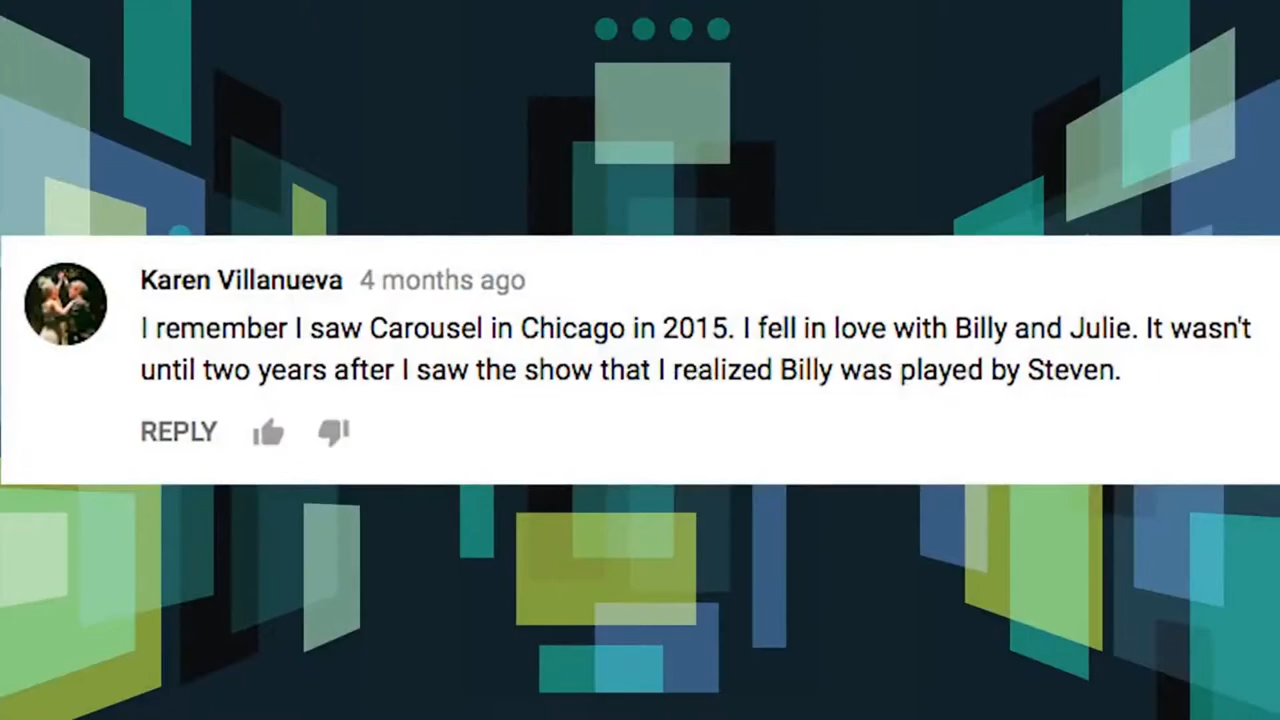 Karen Villanueva 4 months ago
I remember I saw Carousel in Chicago in 2015. I fell in love with Billy and Julie. It wasn't
until two years after I saw the show that I realized Billy was played by Steven.
REPLY